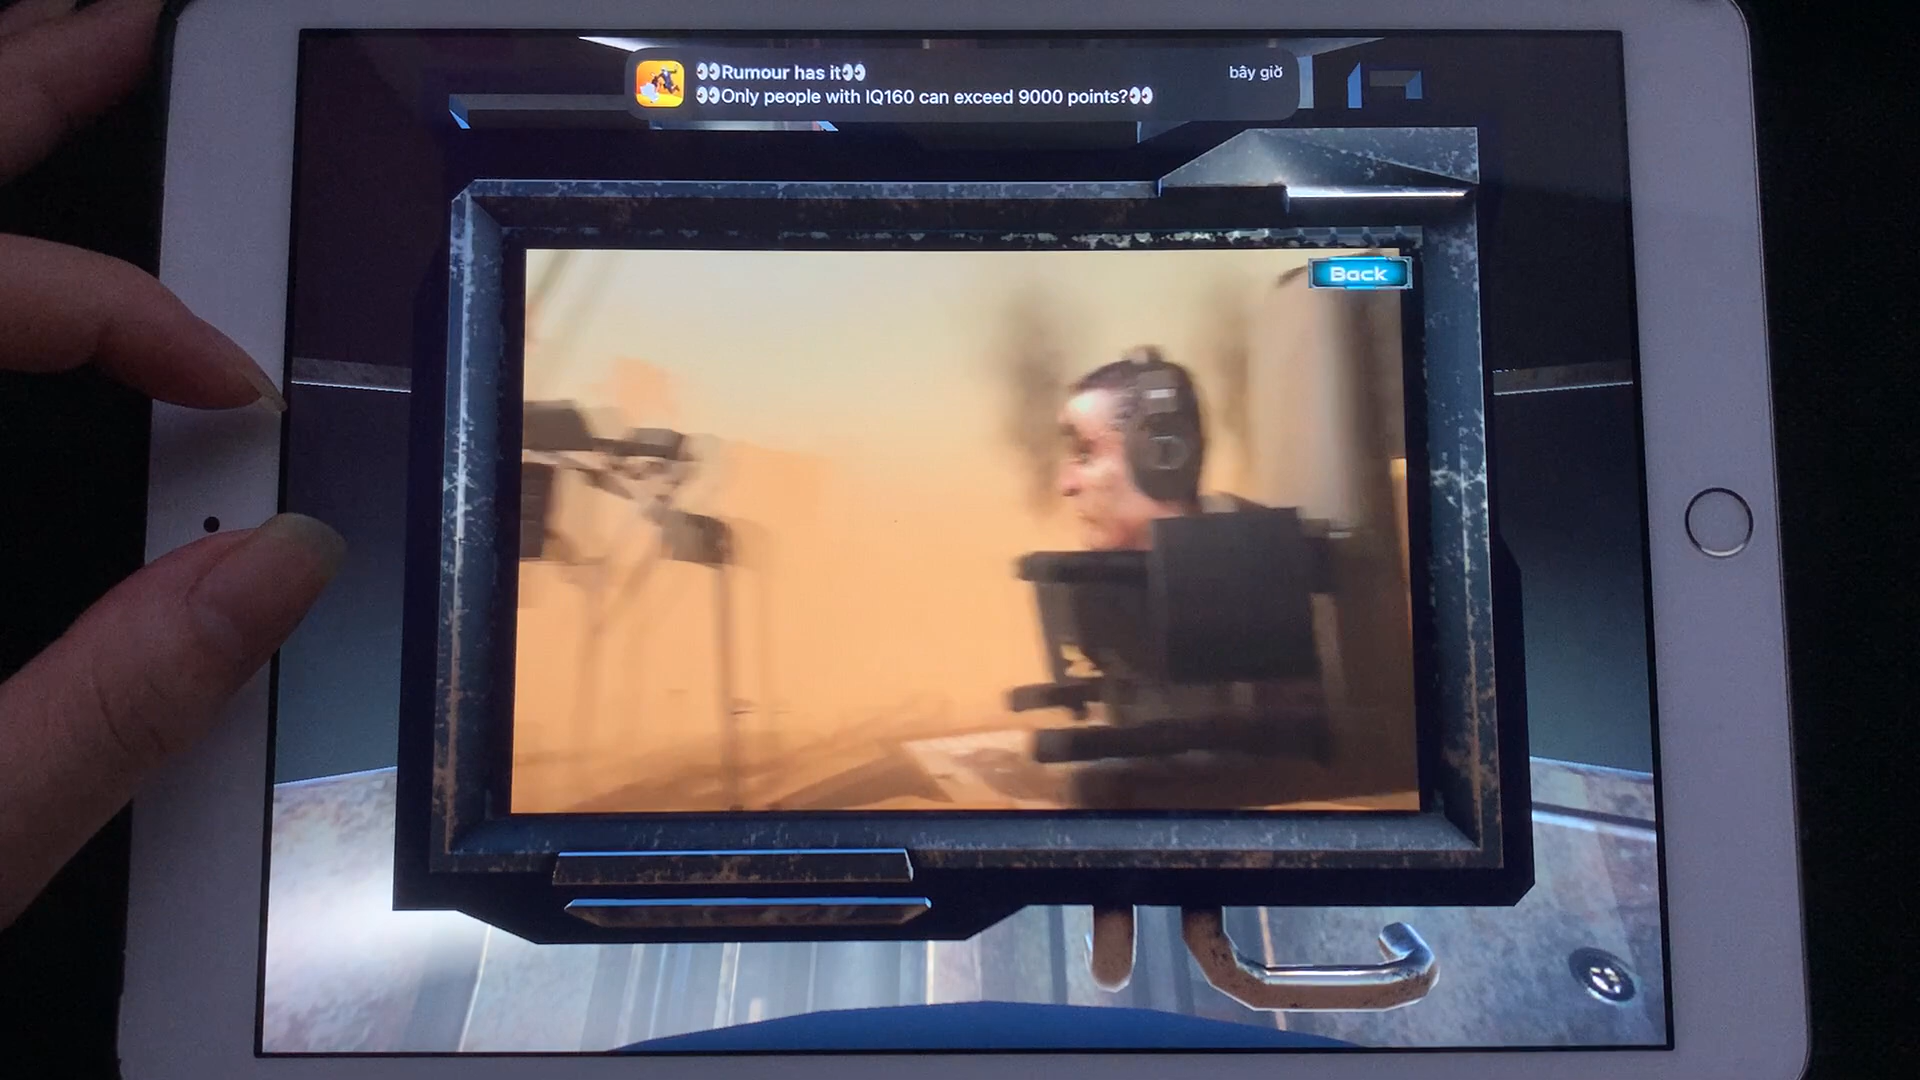 👀Rumour has it👀
bây giờ
👀Only people with IQ160 can exceed 9000 points?👀
Back